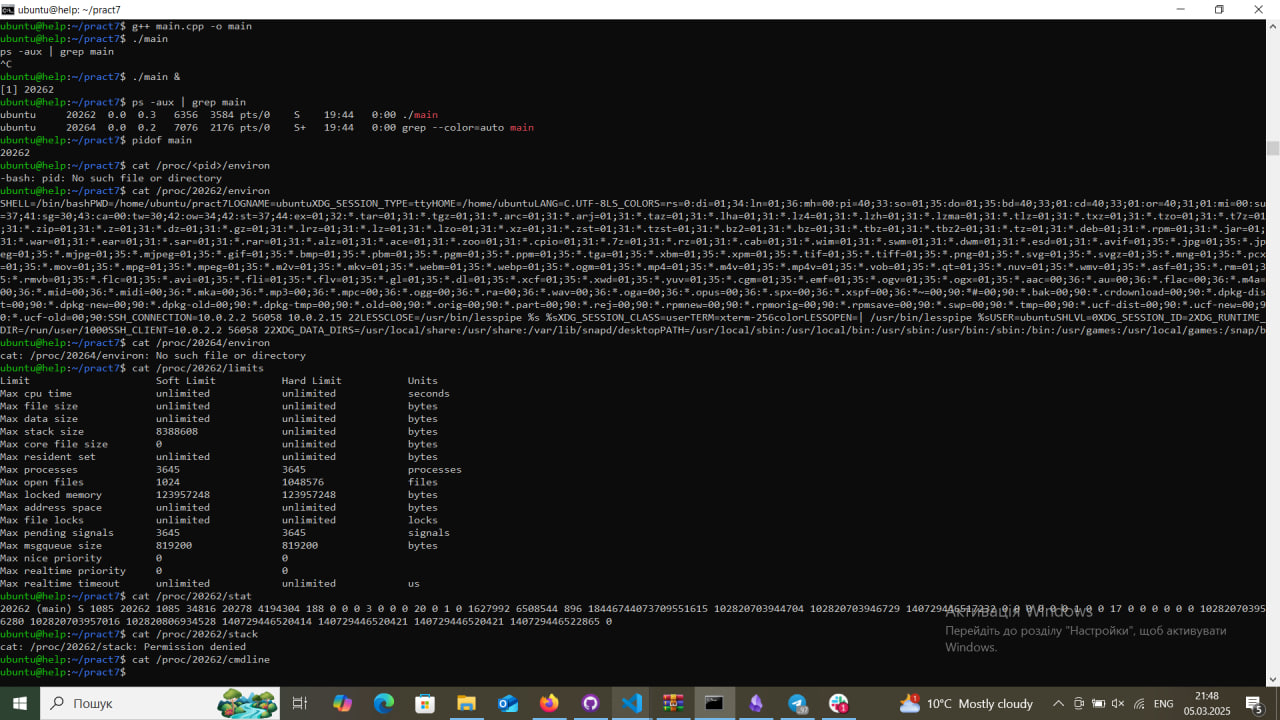 ubuntu@help: ~/pract7
ubuntu@help:~/pract7$ g++ main.cpp -o main
ubuntu@help:~/pract7$ ./main
ps -aux | grep main
^C
ubuntu@help:~/pract7$ ./main &
[1] 20262
ubuntu@help:~/pract7$ ps -aux | grep main
ubuntu     20262  0.0  0.3   6356  3584 pts/0    S    19:44   0:00 ./main
ubuntu     20264  0.0  0.2   7076  2176 pts/0    S+   19:44   0:00 grep --color=auto main
ubuntu@help:~/pract7$ pidof main
20262
ubuntu@help:~/pract7$ cat /proc/<pid>/environ
-bash: pid: No such file or directory
ubuntu@help:~/pract7$ cat /proc/20262/environ
SHELL=/bin/bashPWD=/home/ubuntu/pract7LOGNAME=ubuntuXDG_SESSION_TYPE=ttyHOME=/home/ubuntuLANG=C.UTF-8LS_COLORS=rs=0:di=01;34:ln=01;36:mh=00:pi=40;33:so=01;35:do=01;35:bd=40;33;01:cd=40;33;01:or=40;31;01:mi=00:su
=37;41:sg=30;43:ca=00:tw=30;42:ow=34;42:st=37;44:ex=01;32:*.tar=01;31:*.tgz=01;31:*.arc=01;31:*.arj=01;31:*.taz=01;31:*.lha=01;31:*.lz4=01;31:*.lzh=01;31:*.lzma=01;31:*.tlz=01;31:*.txz=01;31:*.tzo=01;31:*.t7z=0
1;31:*.zip=01;31:*.z=01;31:*.dz=01;31:*.gz=01;31:*.lrz=01;31:*.lz=01;31:*.lzo=01;31:*.xz=01;31:*.zst=01;31:*.tzst=01;31:*.bz2=01;31:*.bz=01;31:*.tbz=01;31:*.tbz2=01;31:*.tz=01;31:*.deb=01;31:*.rpm=01;31:*.jar=01
;31:*.war=01;31:*.ear=01;31:*.sar=01;31:*.rar=01;31:*.alz=01;31:*.ace=01;31:*.zoo=01;31:*.cpio=01;31:*.7z=01;31:*.rz=01;31:*.cab=01;31:*.wim=01;31:*.swm=01;31:*.dwm=01;31:*.esd=01;31:*.avif=01;35:*.jpg=01;35:*.jp
eg=01;35:*.mjpg=01;35:*.mjpeg=01;35:*.gif=01;35:*.bmp=01;35:*.pbm=01;35:*.pgm=01;35:*.ppm=01;35:*.tga=01;35:*.xbm=01;35:*.xpm=01;35:*.tif=01;35:*.tiff=01;35:*.png=01;35:*.svg=01;35:*.svgz=01;35:*.mng=01;35:*.pcx
=01;35:*.mov=01;35:*.mpg=01;35:*.mpeg=01;35:*.m2v=01;35:*.mkv=01;35:*.webm=01;35:*.webp=01;35:*.ogm=01;35:*.mp4=01;35:*.m4v=01;35:*.mp4v=01;35:*.vob=01;35:*.qt=01;35:*.nuv=01;35:*.wmv=01;35:*.asf=01;35:*.rm=01;3
5:*.rmvb=01;35:*.flc=01;35:*.avi=01;35:*.fli=01;35:*.flv=01;35:*.gl=01;35:*.dl=01;35:*.xcf=01;35:*.xwd=01;35:*.yuv=01;35:*.cgm=01;35:*.emf=01;35:*.ogv=01;35:*.ogx=01;35:*.aac=00;36:*.au=00;36:*.flac=00;36:*.m4a=
00;36:*.mid=00;36:*.midi=00;36:*.mka=00;36:*.mp3=00;36:*.mpc=00;36:*.ogg=00;36:*.ra=00;36:*.wav=00;36:*.oga=00;36:*.opus=00;36:*.spx=00;36:*.xspf=00;36:*~=00;90:*#=00;90:*.bak=00;90:*.crdownload=00;90:*.dpkg-dis
t=00;90:*.dpkg-new=00;90:*.dpkg-old=00;90:*.dpkg-tmp=00;90:*.old=00;90:*.orig=00;90:*.part=00;90:*.rej=00;90:*.rpmnew=00;90:*.rpmorig=00;90:*.rpmsave=00;90:*.swp=00;90:*.tmp=00;90:*.ucf-dist=00;90:*.ucf-new=00;9
0:*.ucf-old=00;90:SSH_CONNECTION=10.0.2.2 56058 10.0.2.15 22LESSCLOSE=/usr/bin/lesspipe %s %sXDG_SESSION_CLASS=userTERM=xterm-256colorLESSOPEN=| /usr/bin/lesspipe %sUSER=ubuntuSHLVL=0XDG_SESSION_ID=2XDG_RUNTIME_
DIR=/run/user/1000SSH_CLIENT=10.0.2.2 56058 22XDG_DATA_DIRS=/usr/local/share:/usr/share:/var/lib/snapd/desktopPATH=/usr/local/sbin:/usr/local/bin:/usr/sbin:/usr/bin:/sbin:/bin:/usr/games:/usr/local/games:/snap/b
ubuntu@help:~/pract7$ cat /proc/20264/environ
cat: /proc/20264/environ: No such file or directory
ubuntu@help:~/pract7$ cat /proc/20262/limits
Limit                     Soft Limit           Hard Limit           Units
Max cpu time              unlimited            unlimited            seconds
Max file size             unlimited            unlimited            bytes
Max data size             unlimited            unlimited            bytes
Max stack size            8388608              unlimited            bytes
Max core file size        0                    unlimited            bytes
Max resident set          unlimited            unlimited            bytes
Max processes             3645                 3645                 processes
Max open files            1024                 1048576              files
Max locked memory         123957248            123957248            bytes
Max address space         unlimited            unlimited            bytes
Max file locks            unlimited            unlimited            locks
Max pending signals       3645                 3645                 signals
Max msgqueue size         819200               819200               bytes
Max nice priority         0                    0
Max realtime priority     0                    0
Max realtime timeout      unlimited            unlimited            us
ubuntu@help:~/pract7$ cat /proc/20262/stat
20262 (main) S 1085 20262 1085 34816 20278 4194304 188 0 0 0 3 0 0 0 20 0 1 0 1627992 6508544 896 18446744073709551615 102820703944704 102820703946729 140729446517232 0 0 0 0 0 0 1 0 0 17 0 0 0 0 0 0 10282070395
6280 102820703957016 102820806934528 140729446520414 140729446520421 140729446520421 140729446522865 0
ubuntu@help:~/pract7$ cat /proc/20262/stack
cat: /proc/20262/stack: Permission denied
ubuntu@help:~/pract7$ cat /proc/20262/cmdline
ubuntu@help:~/pract7$
Активація Windows
Перейдіть до розділу "Настройки", щоб активувати
Windows.
Пошук
10°C Mostly cloudy
ENG
21:48
05.03.2025